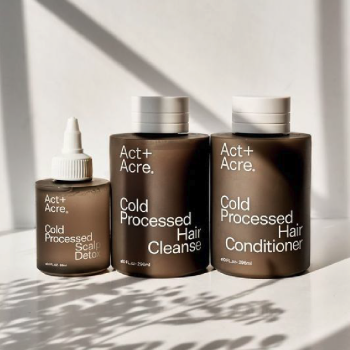 Act+
Acre.
Cold
Processed
Scalp
Detox
Act+
Acre.
Cold
Processed
Hair
Cleanse
Act+
Acre.
Cold
Processed
Hair
Conditioner